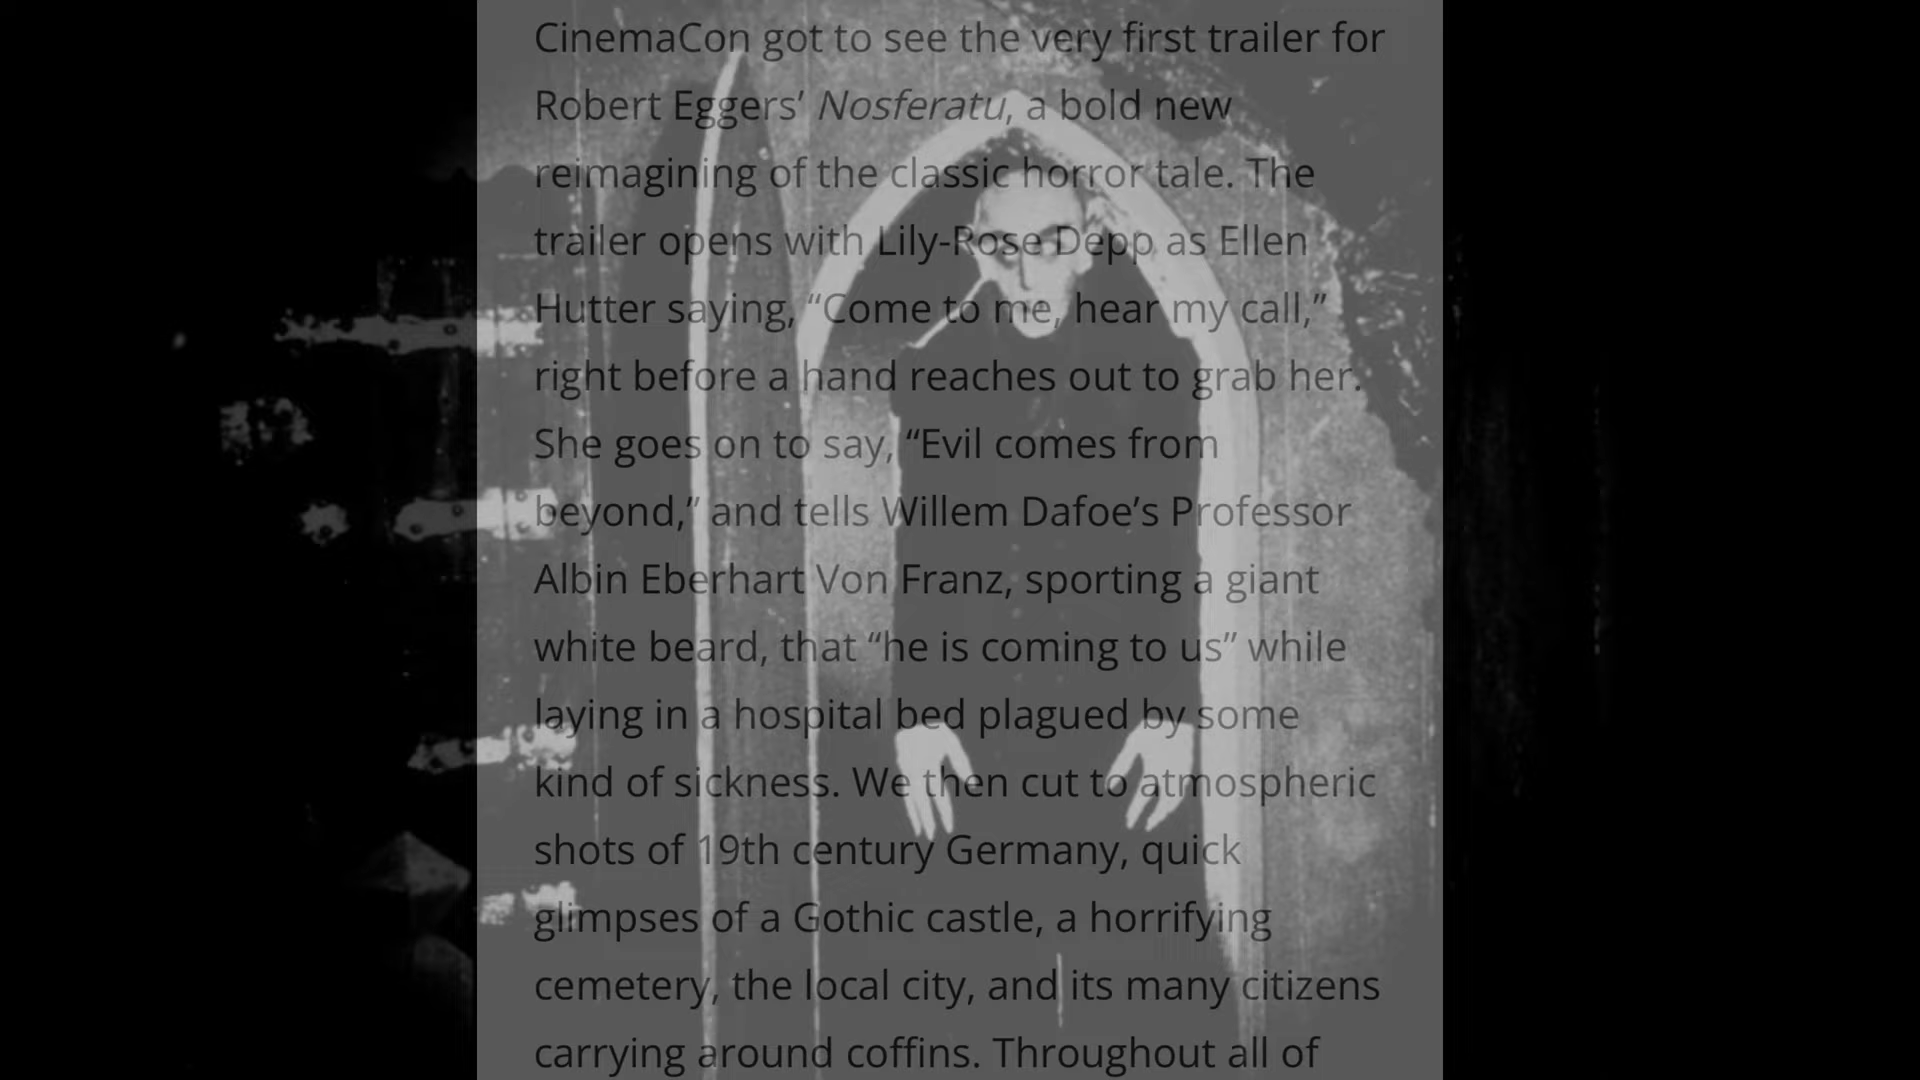 CinemaCon got to see the very first trailer for
Robert Eggers’ Nosferatu, a bold new
reimagining of the classic horror tale. The
trailer opens with Lily-Rose Depp as Ellen
Hutter saying, “Come to me, hear my call,”
right before a hand reaches out to grab her.
She goes on to say, “Evil comes from
beyond,” and tells Willem Dafoe’s Professor
Albin Eberhart Von Franz, sporting a giant
white beard, that “he is coming to us” while
laying in a hospital bed plagued by some
kind of sickness. We then cut to atmospheric
shots of 19th century Germany, quick
glimpses of a Gothic castle, a horrifying
cemetery, the local city, and its many citizens
carrying around coffins. Throughout all of